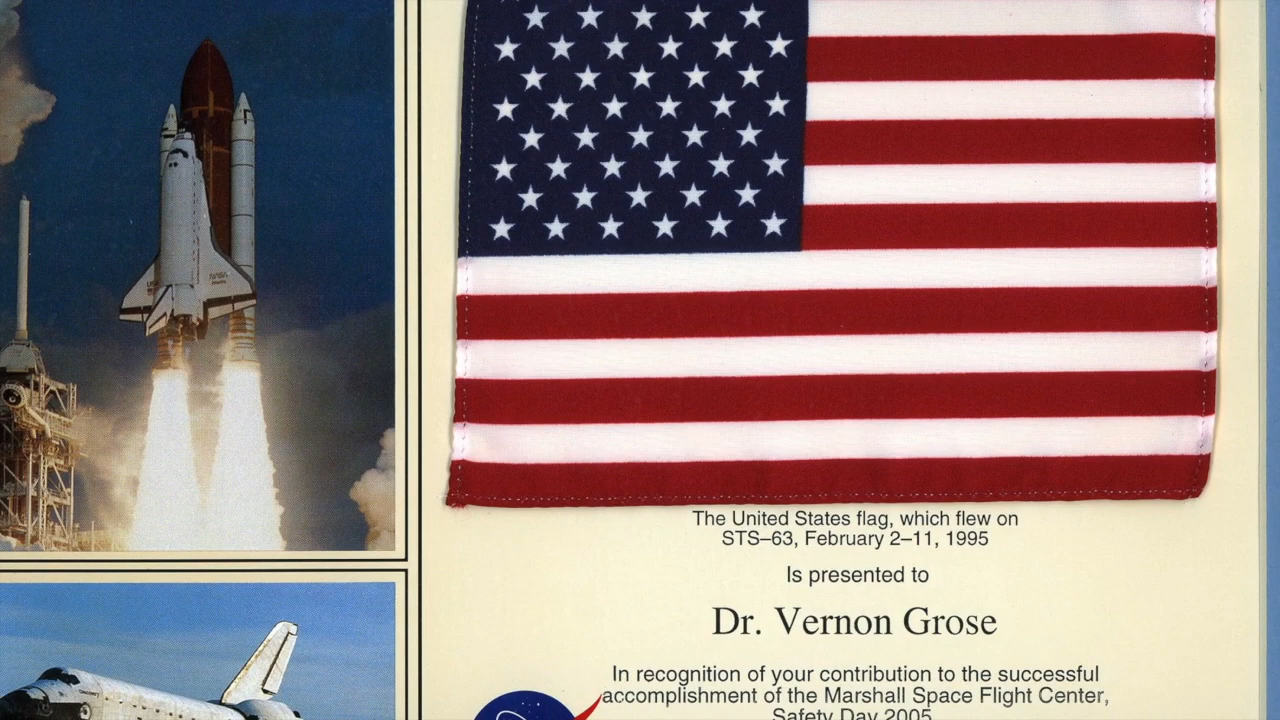 The United States flag, which flew on
STS–63, February 2–11, 1995
Is presented to
Dr. Vernon Grose
In recognition of your contribution to the successful
accomplishment of the Marshall Space Flight Center,
Safety Day 2005